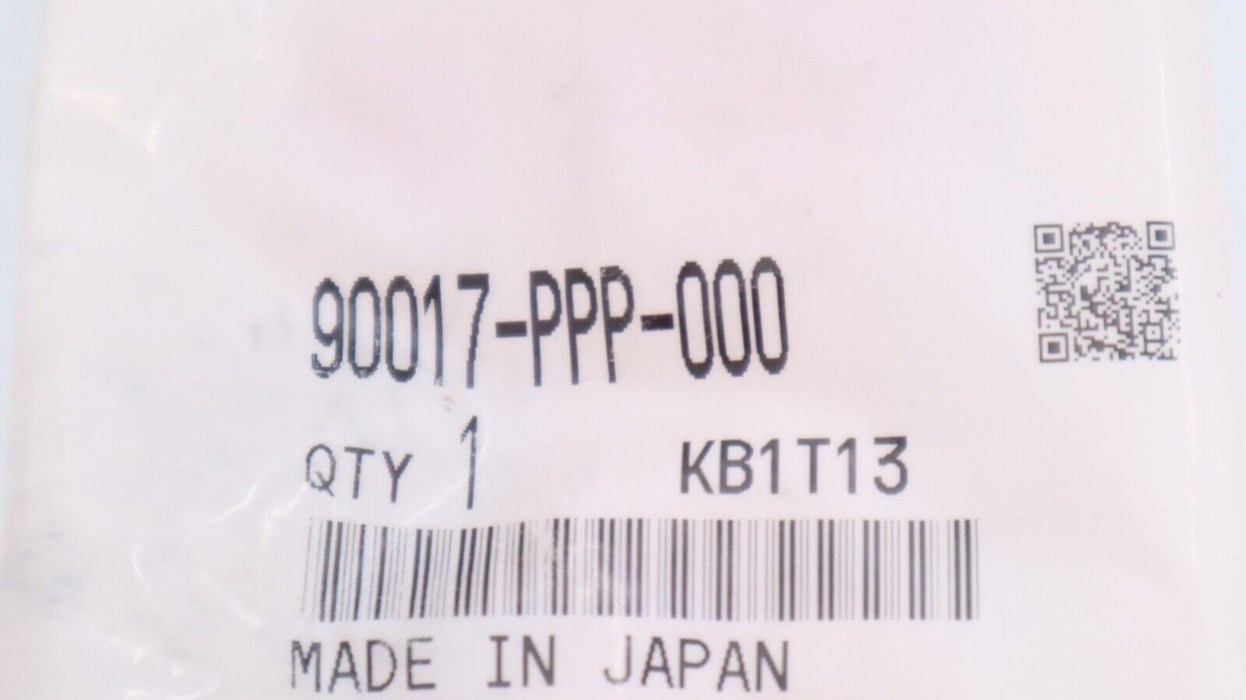 90017-PPP-000
QTY 1 KB1T13
MADE IN JAPAN